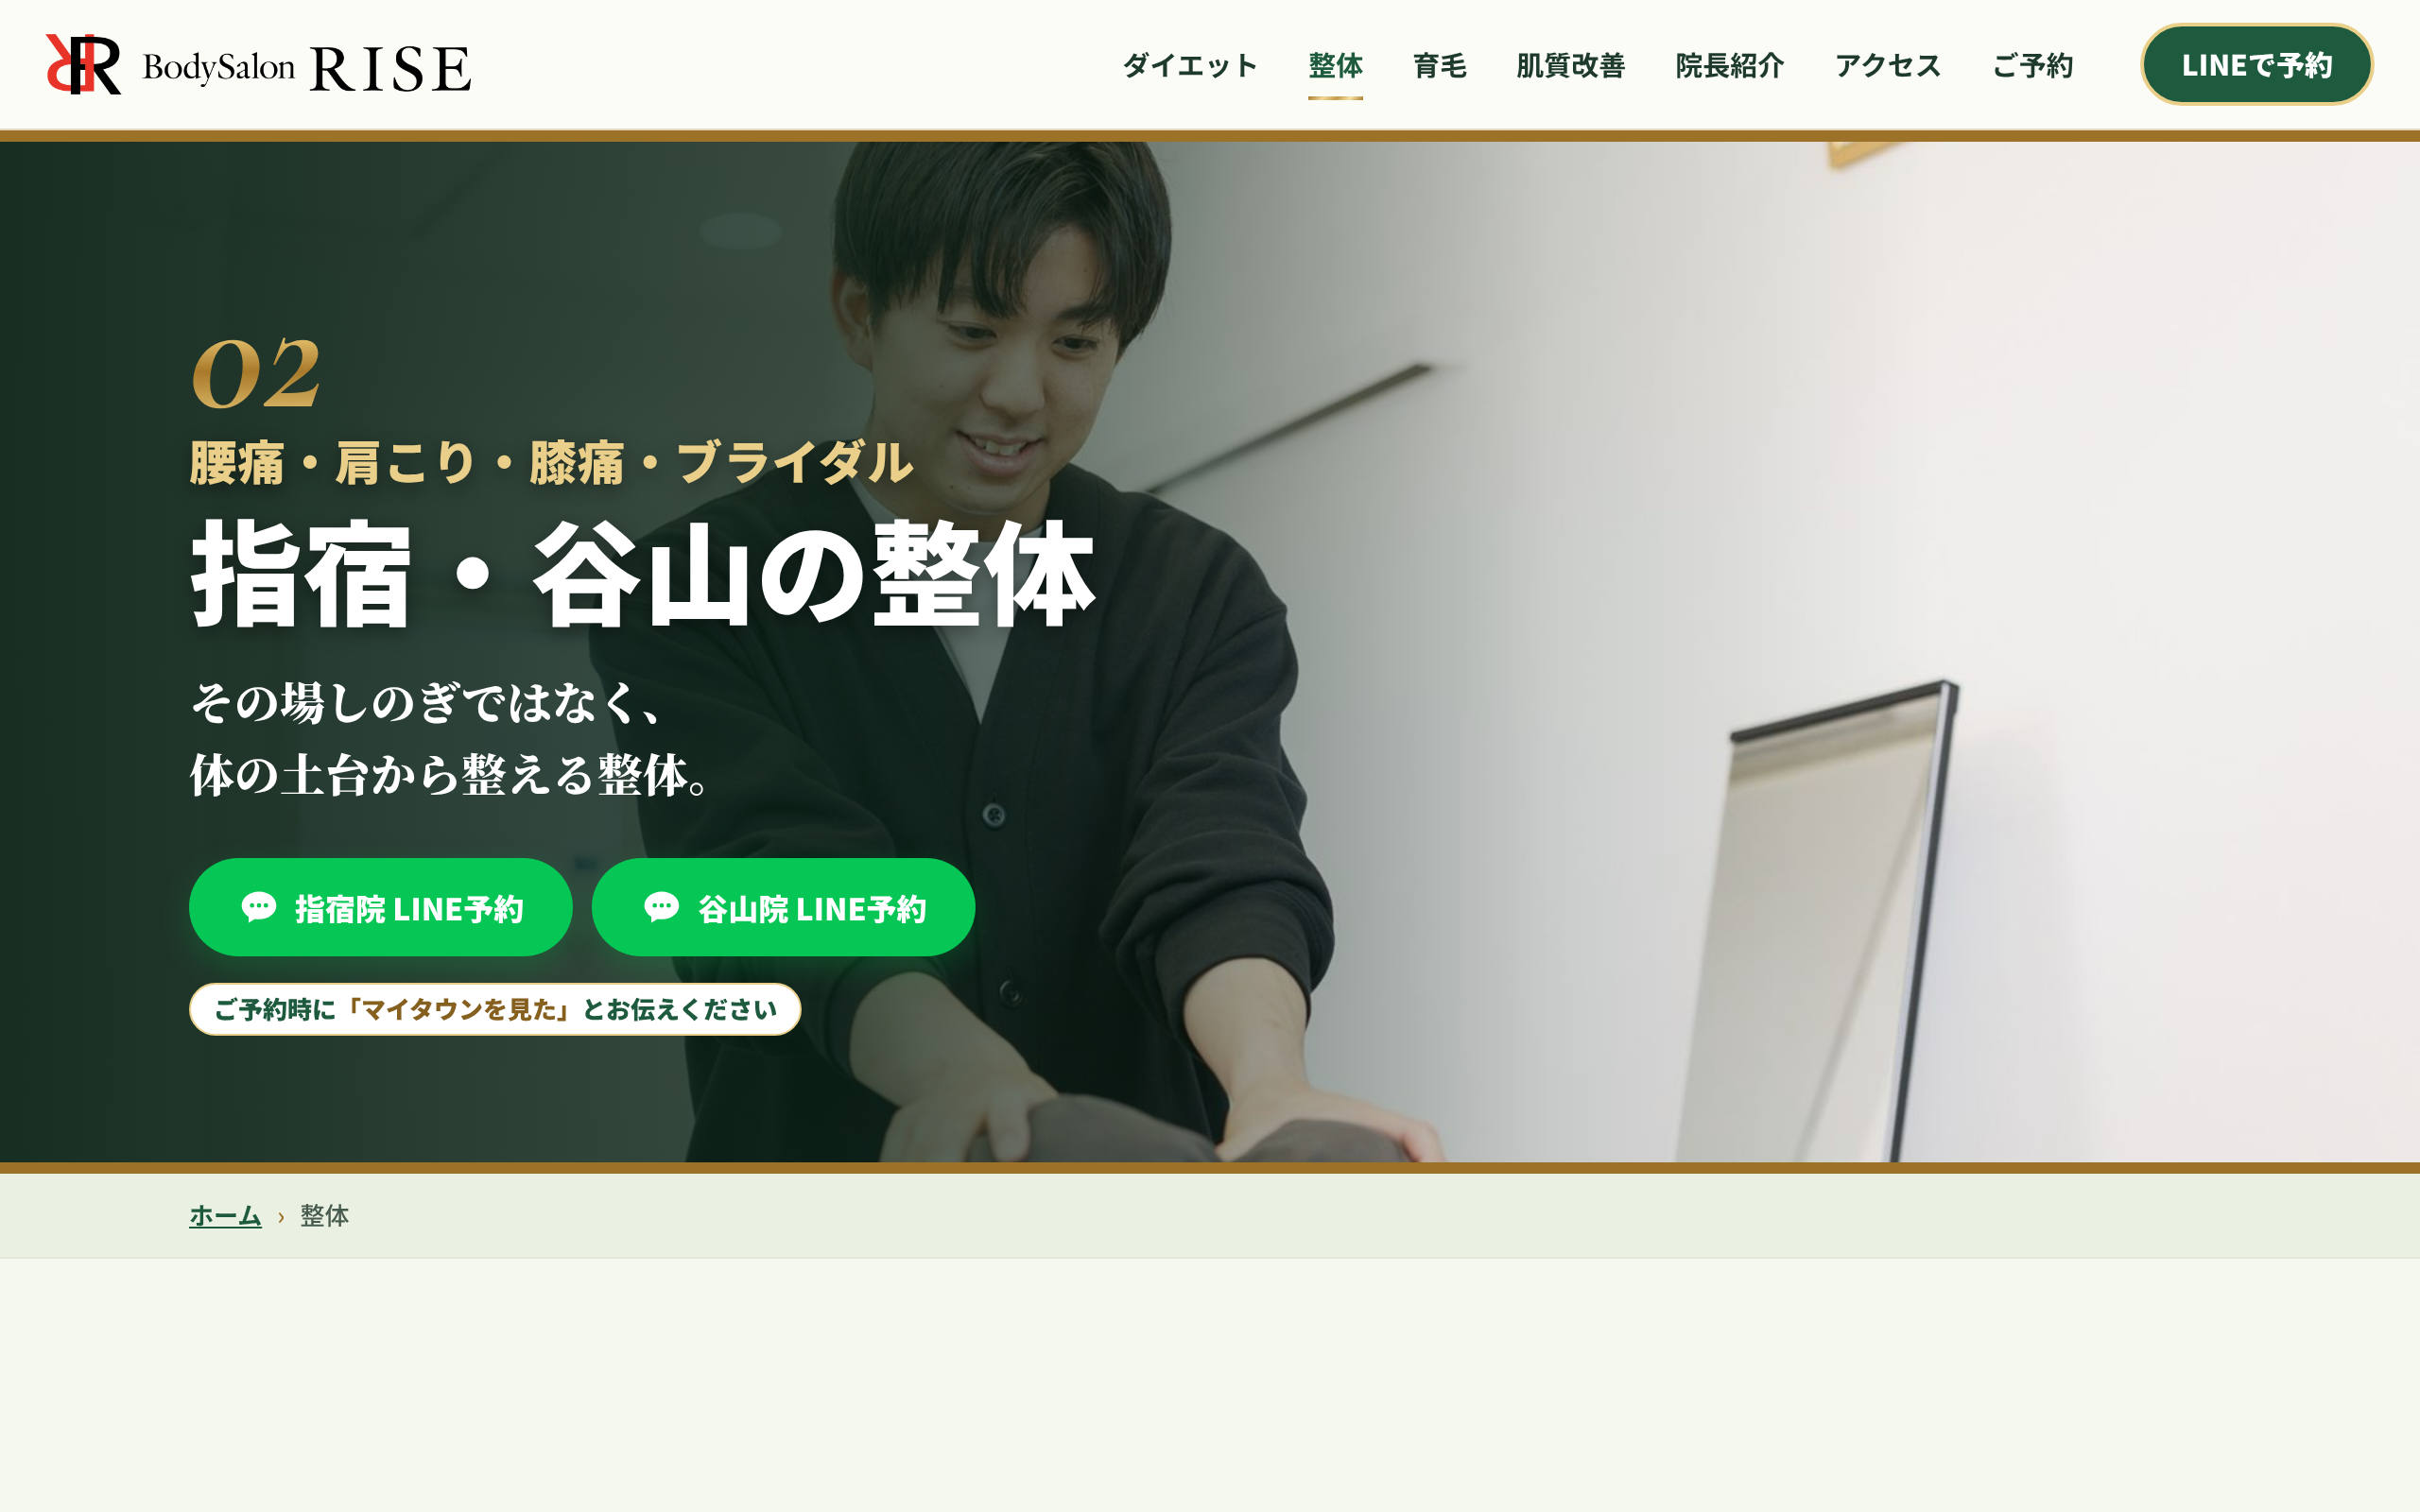 BodySalon RISE
ダイエット 整体 育毛 肌質改善 院長紹介 アクセス ご予約 LINEで予約
02
腰痛・肩こり・膝痛・ブライダル
指宿・谷山の整体
その場しのぎではなく、
体の土台から整える整体。
指宿院 LINE予約 谷山院 LINE予約
ご予約時に「マイタウンを見た」とお伝えください
ホーム › 整体